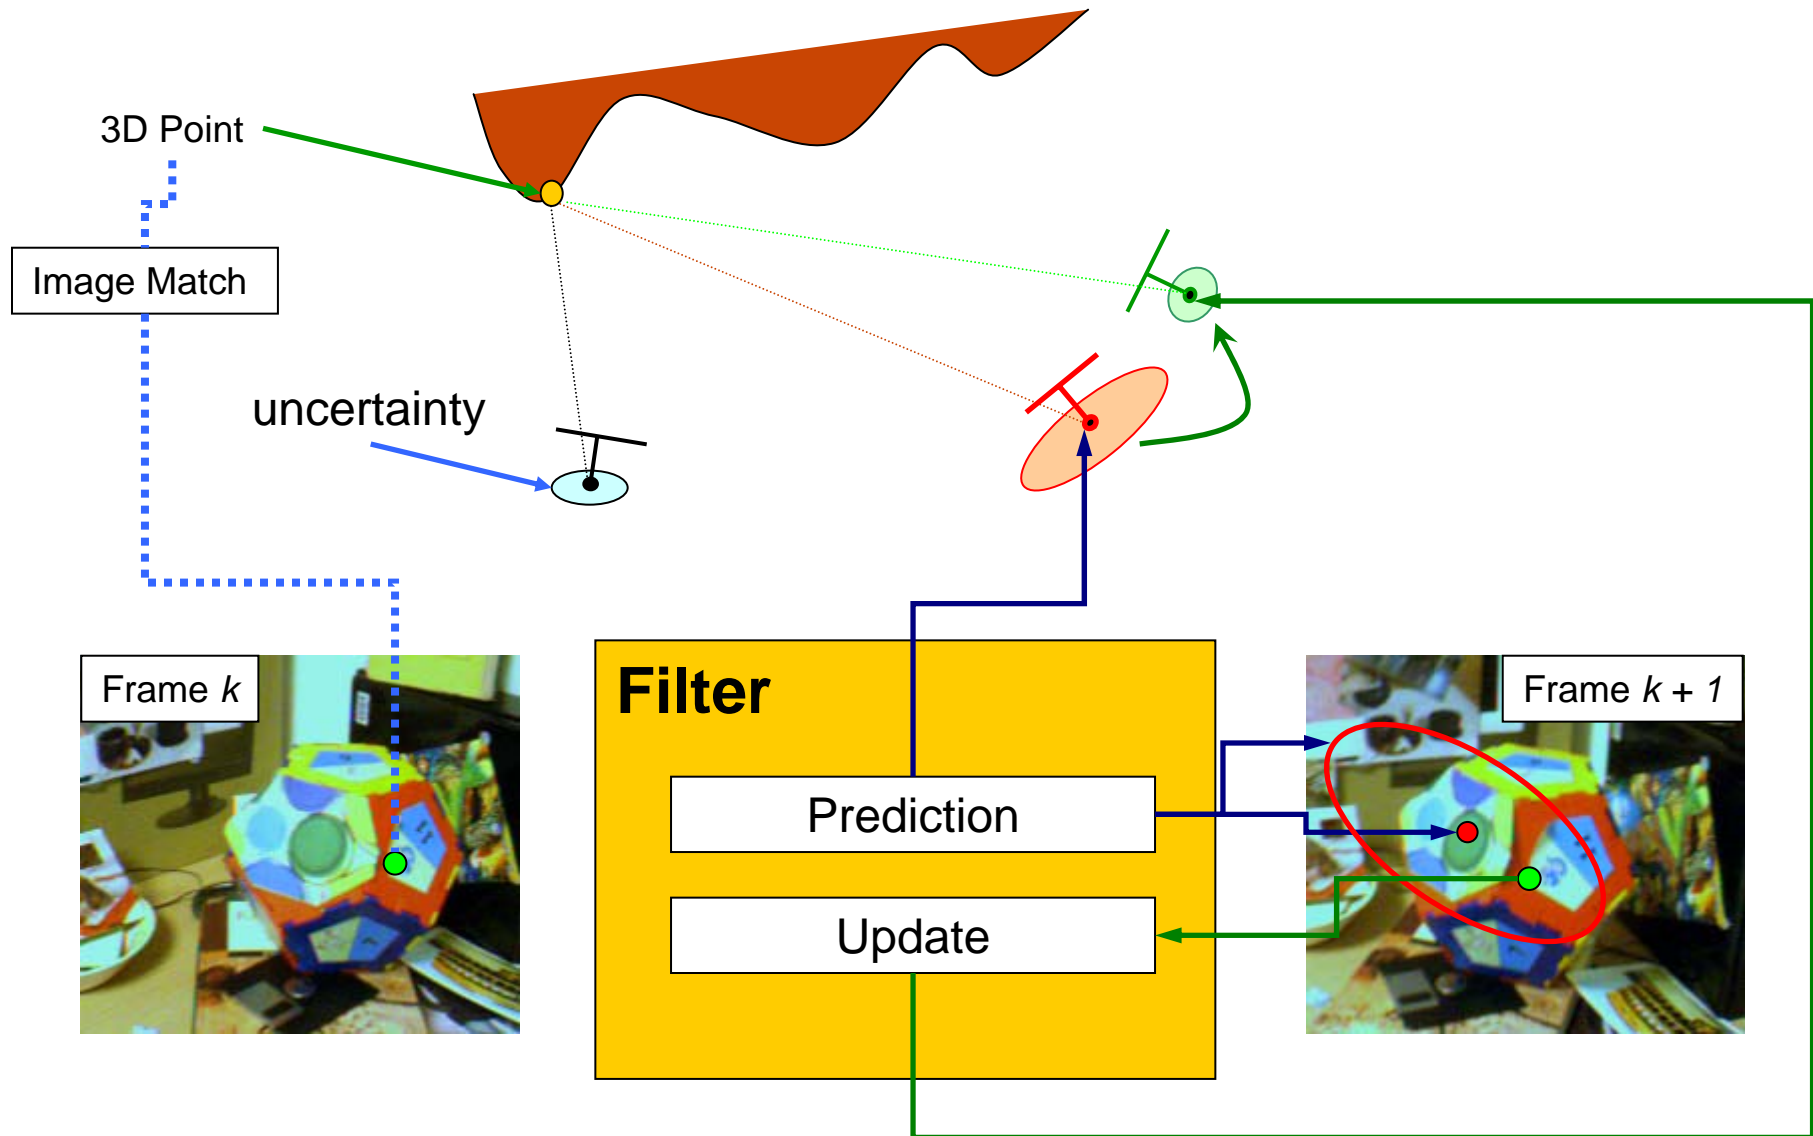 3D Point
Image Match
uncertainty
Frame k
Filter
Frame k + 1
Prediction
Update